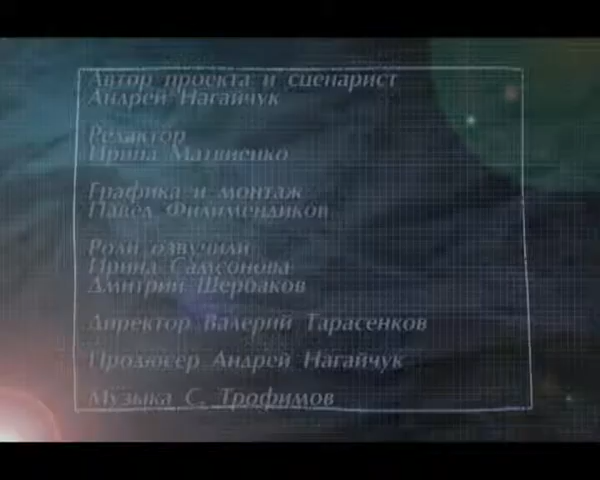 Автор проекта и сценарист
Андрей Нагайчук
Редактор
Ирина Матвиенко
Графика и монтаж
Павел Филимендиков
Роли озвучили
Ирина Самсонова
Дмитрий Шербаков
Директор Валерий Тарасенков
Продюсер Андрей Нагайчук
Музыка С. Трофимов